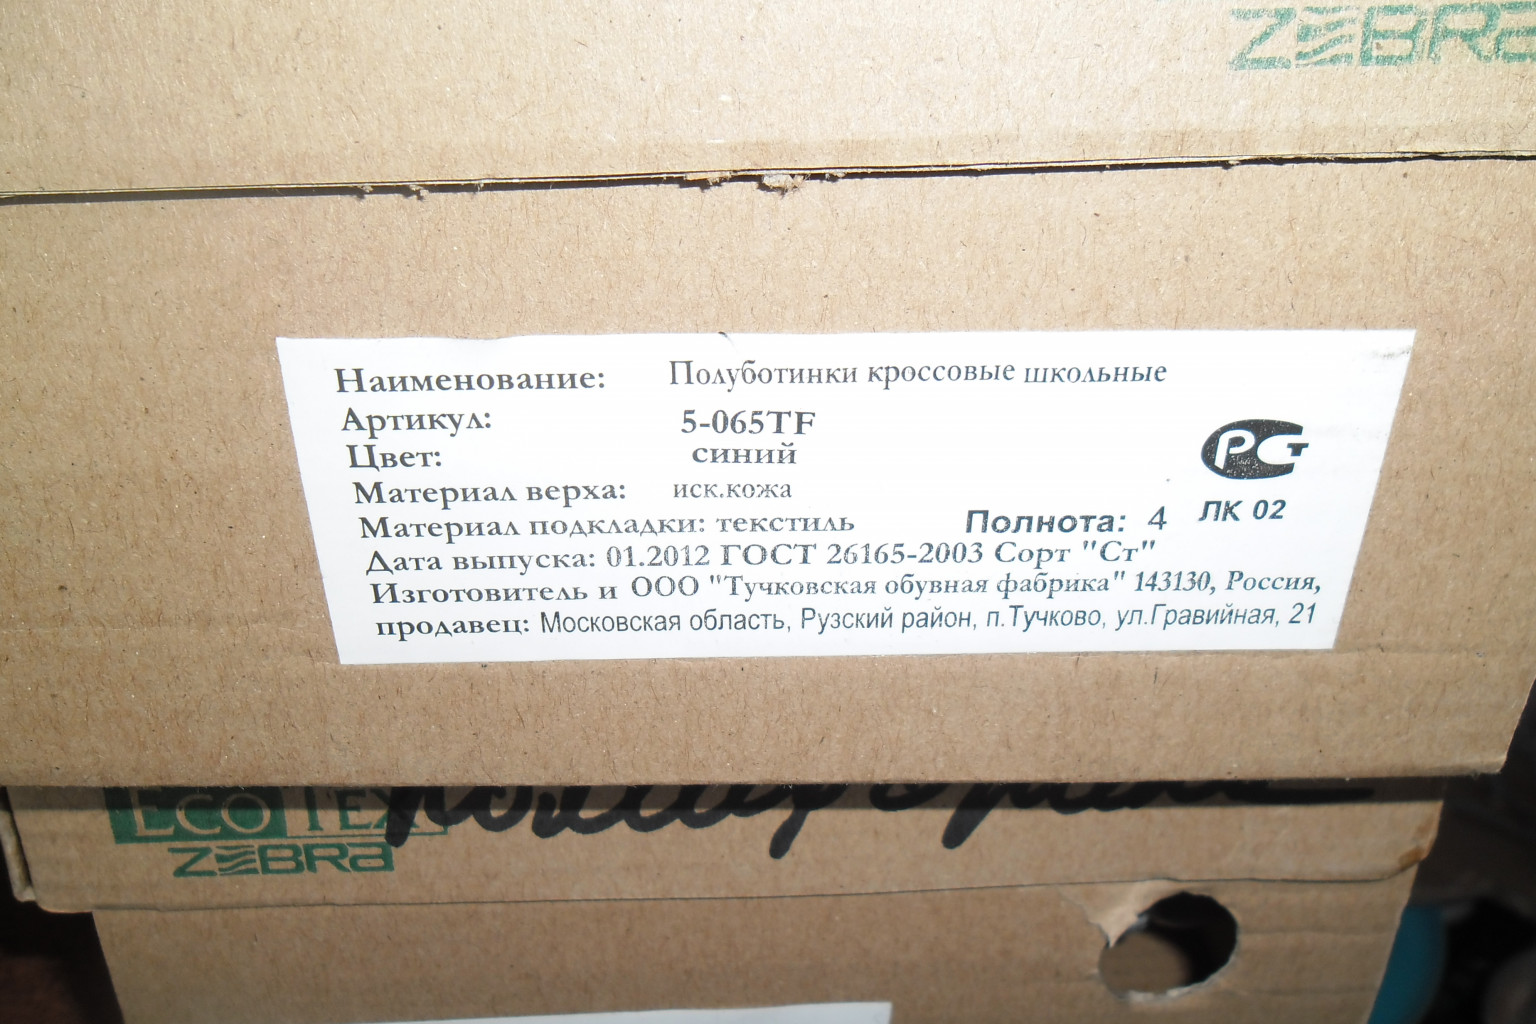 ZEBRA
Наименование: Полуботинки кроссовые школьные
Артикул: 5-065TF
Цвет: синий
Материал верха: иск.кожа
Материал подкладки: текстиль Полнота: 4
РСТ ЛК 02
Дата выпуска: 01.2012 ГОСТ 26165-2003 Сорт "Ст"
Изготовитель и ООО "Тучковская обувная фабрика" 143130, Россия,
продавец: Московская область, Рузский район, п.Тучково, ул.Гравийная, 21
ECO TEX
ZEBRA